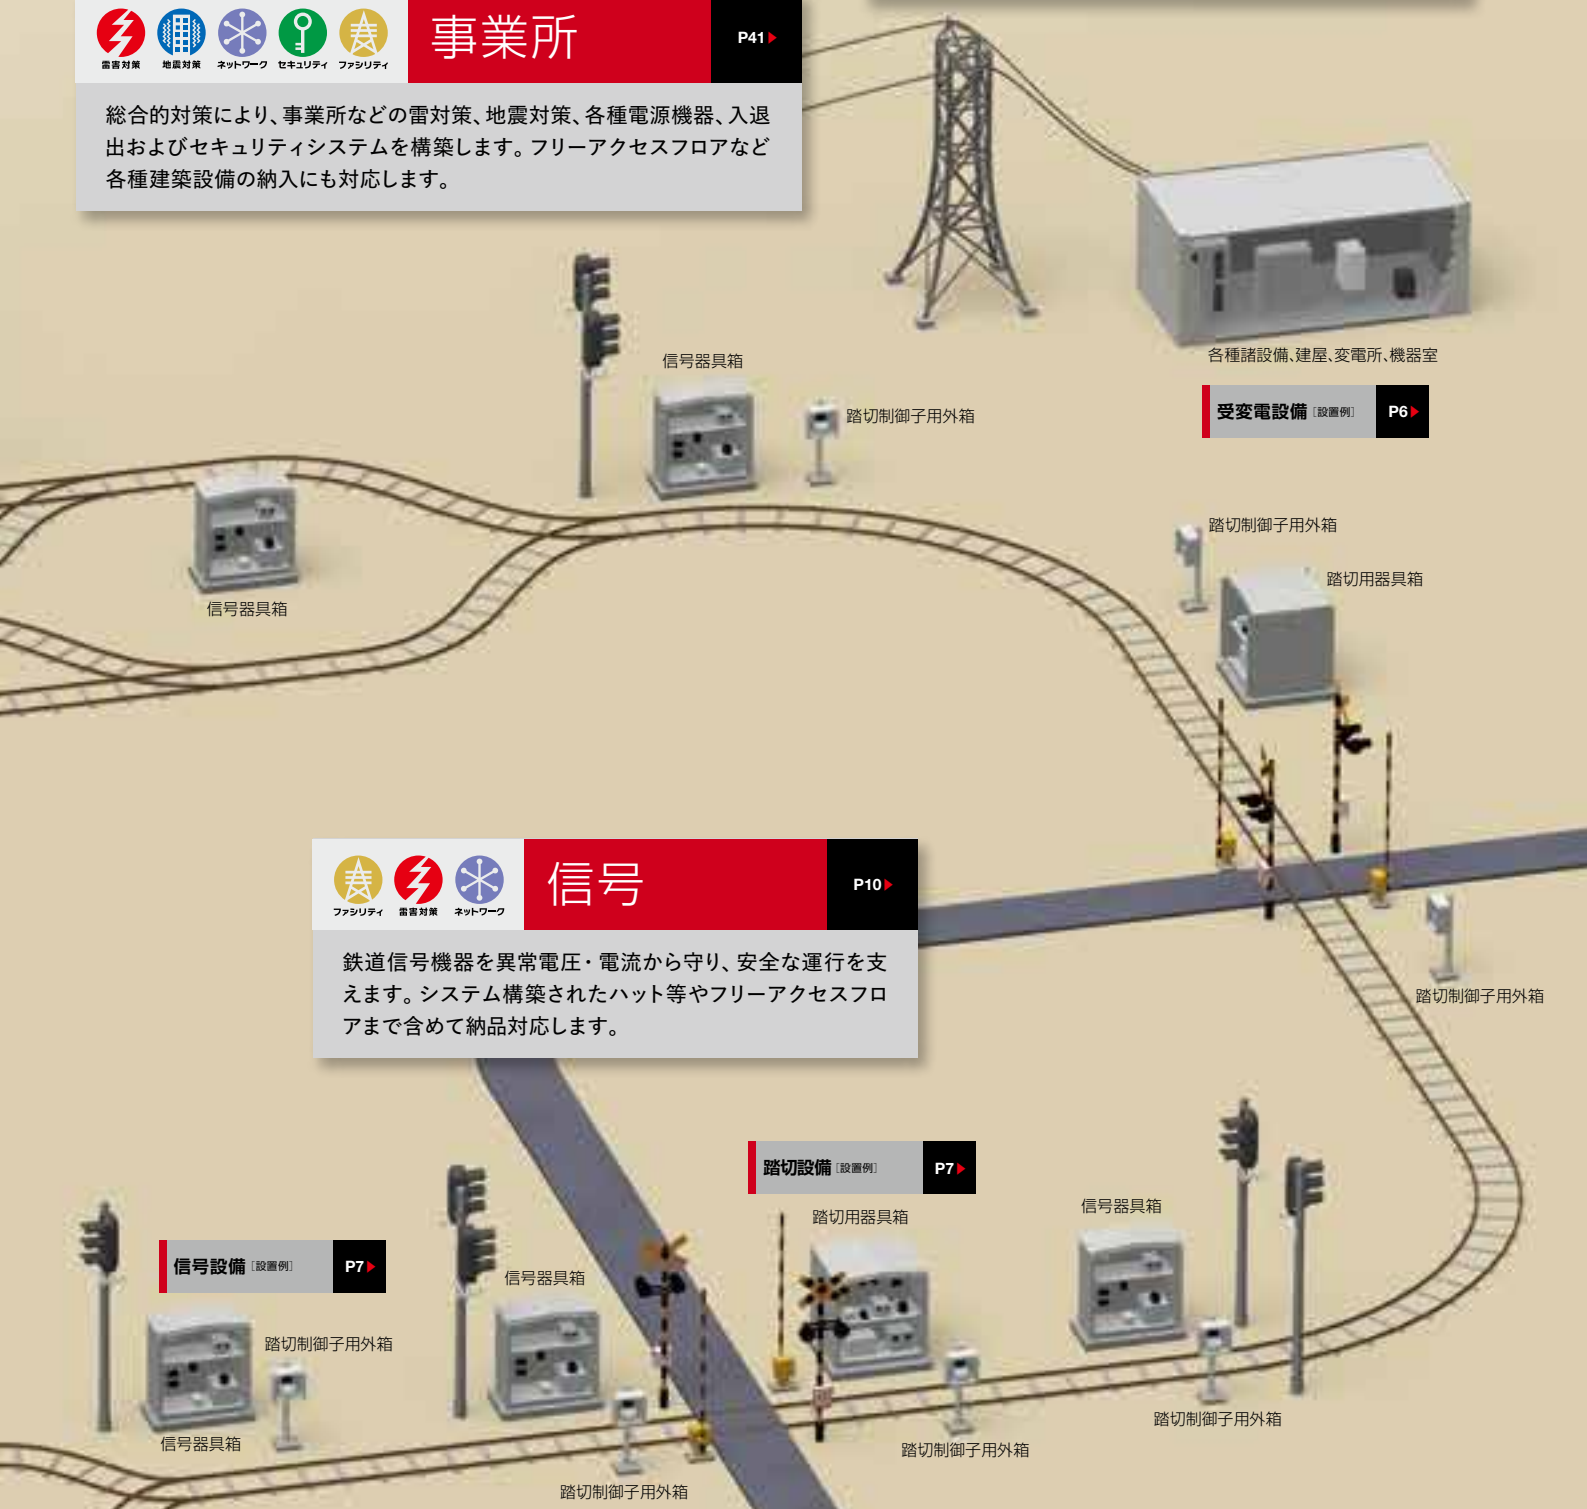 雷害対策 地震対策 ネットワーク セキュリティ ファシリティ
事業所
P41
総合的対策により、事業所などの雷対策、地震対策、各種電源機器、入退
出およびセキュリティシステムを構築します。フリーアクセスフロアなど
各種建築設備の納入にも対応します。
各種諸設備、建屋、変電所、機器室
受変電設備 [設置例] P6
信号器具箱
踏切制御子用外箱
信号器具箱
踏切制御子用外箱
踏切用器具箱
踏切制御子用外箱
ファシリティ 雷害対策 ネットワーク
信号
P10
鉄道信号機器を異常電圧・電流から守り、安全な運行を支
えます。システム構築されたハット等やフリーアクセスフロ
アまで含めて納品対応します。
踏切設備 [設置例] P7
踏切用器具箱
信号器具箱
信号設備 [設置例] P7
信号器具箱
踏切制御子用外箱
信号器具箱
踏切制御子用外箱
踏切制御子用外箱
踏切制御子用外箱